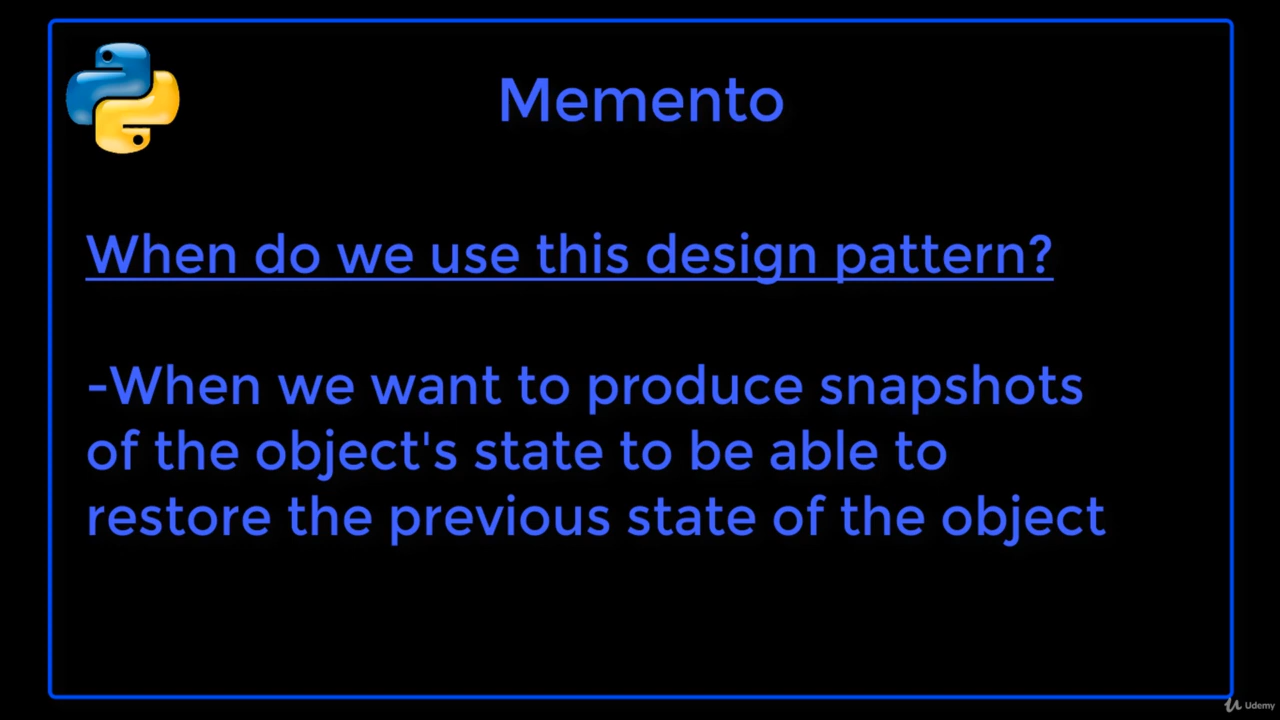 Memento
When do we use this design pattern?
-When we want to produce snapshots
of the object's state to be able to
restore the previous state of the object
Udemy